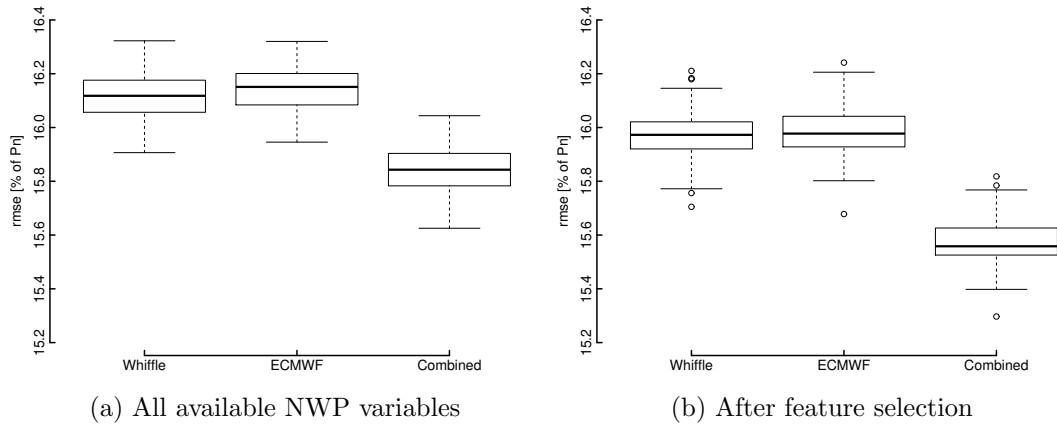 16.4
16.2
16.0
15.8
15.6
15.4
15.2
rmse [% of Pn]
Whiffle ECMWF Combined
(a) All available NWP variables
16.4
16.2
16.0
15.8
15.6
15.4
15.2
rmse [% of Pn]
Whiffle ECMWF Combined
(b) After feature selection